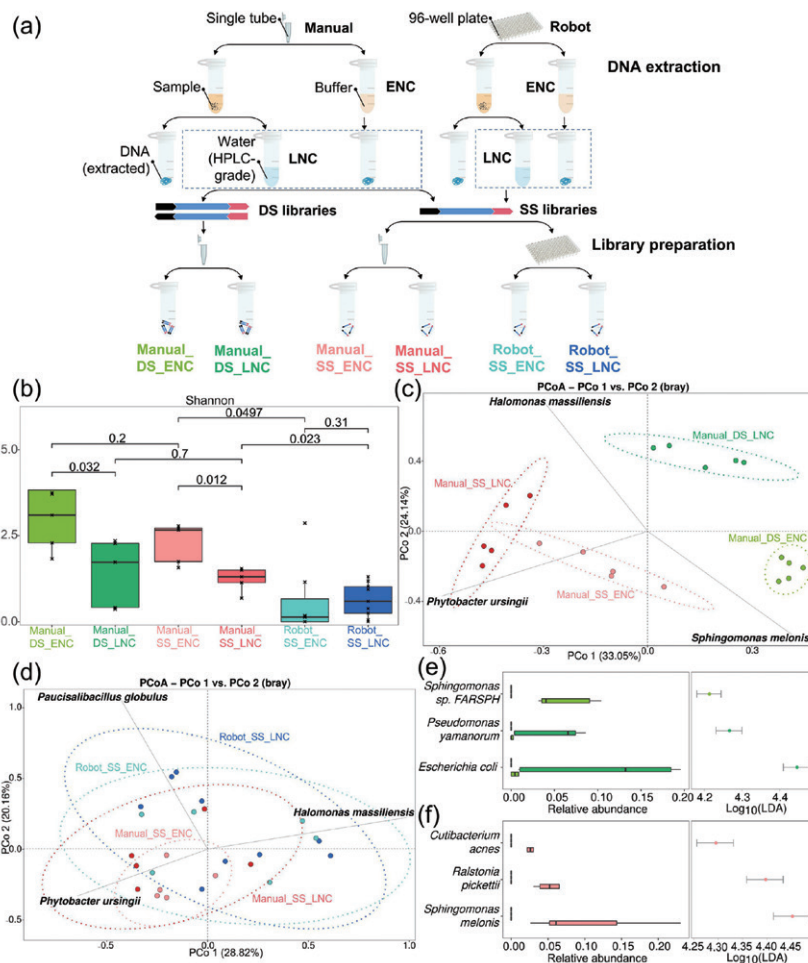 (a)
Single tube
Manual
96-well plate
Robot
DNA extraction
Sample
Buffer
ENC
ENC
DNA
(extracted)
Water
(HPLC-
grade)
LNC
LNC
DS libraries
SS libraries
Library preparation
Manual_
DS_ENC
Manual_
DS_LNC
Manual_
SS_ENC
Manual_
SS_LNC
Robot_
SS_ENC
Robot_
SS_LNC
(b)
Shannon
0.0497
0.31
0.2
0.023
0.7
0.032
0.012
5.0
2.5
0.0
Manual_
DS_ENC
Manual_
DS_LNC
Manual_
SS_ENC
Manual_
SS_LNC
Robot_
SS_ENC
Robot_
SS_LNC
(c)
PCoA – PCo 1 vs. PCo 2 (bray)
Halomonas massiliensis
Manual_DS_LNC
Manual_SS_LNC
Manual_DS_ENC
Manual_SS_ENC
Phytobacter ursingii
Sphingomonas melonis
PCo 2 (24.14%)
0.4
0.0
-0.4
-0.6
-0.3
0.0
0.3
PCo 1 (33.05%)
(d)
PCoA – PCo 1 vs. PCo 2 (bray)
Paucisalibacillus globulus
Robot_SS_LNC
Robot_SS_ENC
Halomonas massiliensis
Manual_SS_ENC
Phytobacter ursingii
Manual_SS_LNC
PCo 2 (20.16%)
1.0
0.5
0.0
-0.5
-0.5
0.0
0.5
1.0
PCo 1 (28.82%)
(e)
Sphingomonas
sp. FARSPH
Pseudomonas
yamanorum
Escherichia coli
0.00
0.05
0.10
0.15
0.20
Relative abundance
4.2
4.3
4.4
Log10(LDA)
(f)
Cutibacterium
acnes
Ralstonia
pickettii
Sphingomonas
melonis
0.00
0.05
0.10
0.15
0.20
Relative abundance
4.25
4.30
4.35
4.40
4.45
Log10(LDA)